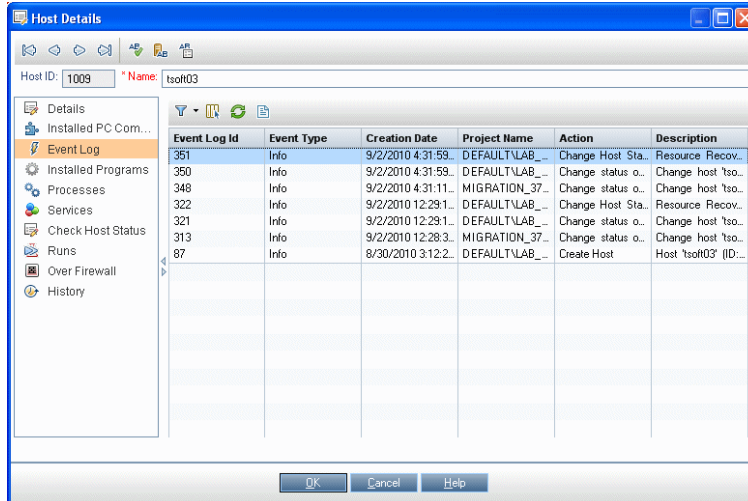 Host Details
Host ID: 1009 * Name: tsoft03
Details
Installed PC Com...
Event Log
Installed Programs
Processes
Services
Check Host Status
Runs
Over Firewall
History
Event Log Id Event Type Creation Date Project Name Action Description
351 Info 9/2/2010 4:31:59... DEFAULT\LAB_... Change Host Sta... Resource Recov...
350 Info 9/2/2010 4:31:59... DEFAULT\LAB_... Change status o... Change host 'tso...
348 Info 9/2/2010 4:31:11... MIGRATION_37... Change status o... Change host 'tso...
322 Info 9/2/2010 12:29:1... DEFAULT\LAB_... Change Host Sta... Resource Recov...
321 Info 9/2/2010 12:29:1... DEFAULT\LAB_... Change status o... Change host 'tso...
313 Info 9/2/2010 12:28:3... MIGRATION_37... Change status o... Change host 'tso...
87 Info 8/30/2010 3:12:2... DEFAULT\LAB_... Create Host Host 'tsoft03' (ID:...
OK Cancel Help